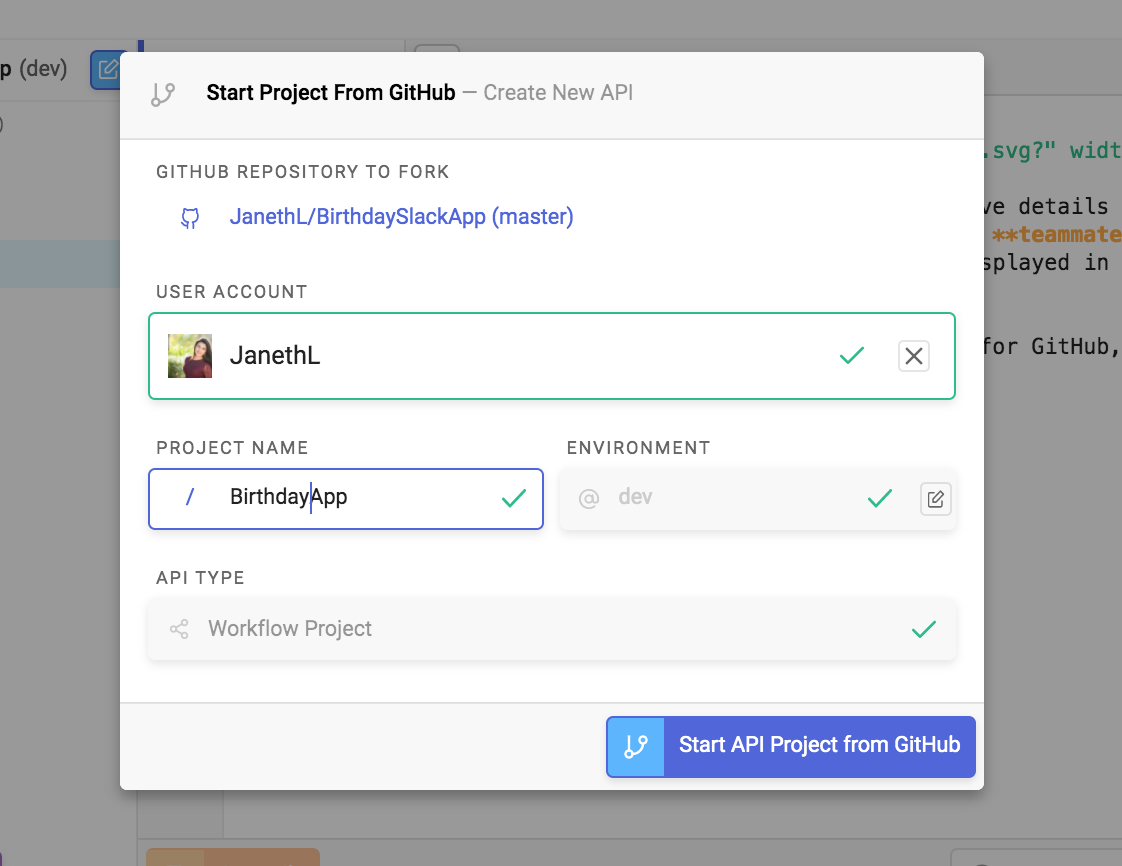 p (dev)
Start Project From GitHub — Create New API
)
GITHUB REPOSITORY TO FORK
.svg?" widt
ve details
JanethL/BirthdaySlackApp (master)
**teammate
splayed in
USER ACCOUNT
for GitHub,
JanethL
PROJECT NAME
ENVIRONMENT
/ BirthdayApp
@ dev
API TYPE
Workflow Project
Start API Project from GitHub